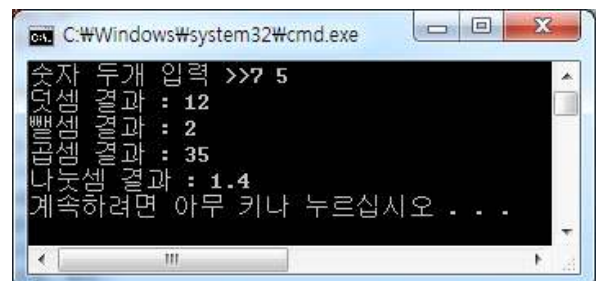 C:₩Windows₩system32₩cmd.exe
숫자 두개 입력 >>7 5
덧셈 결과 : 12
뺄셈 결과 : 2
곱셈 결과 : 35
나눗셈 결과 : 1.4
계속하려면 아무 키나 누르십시오 . . .